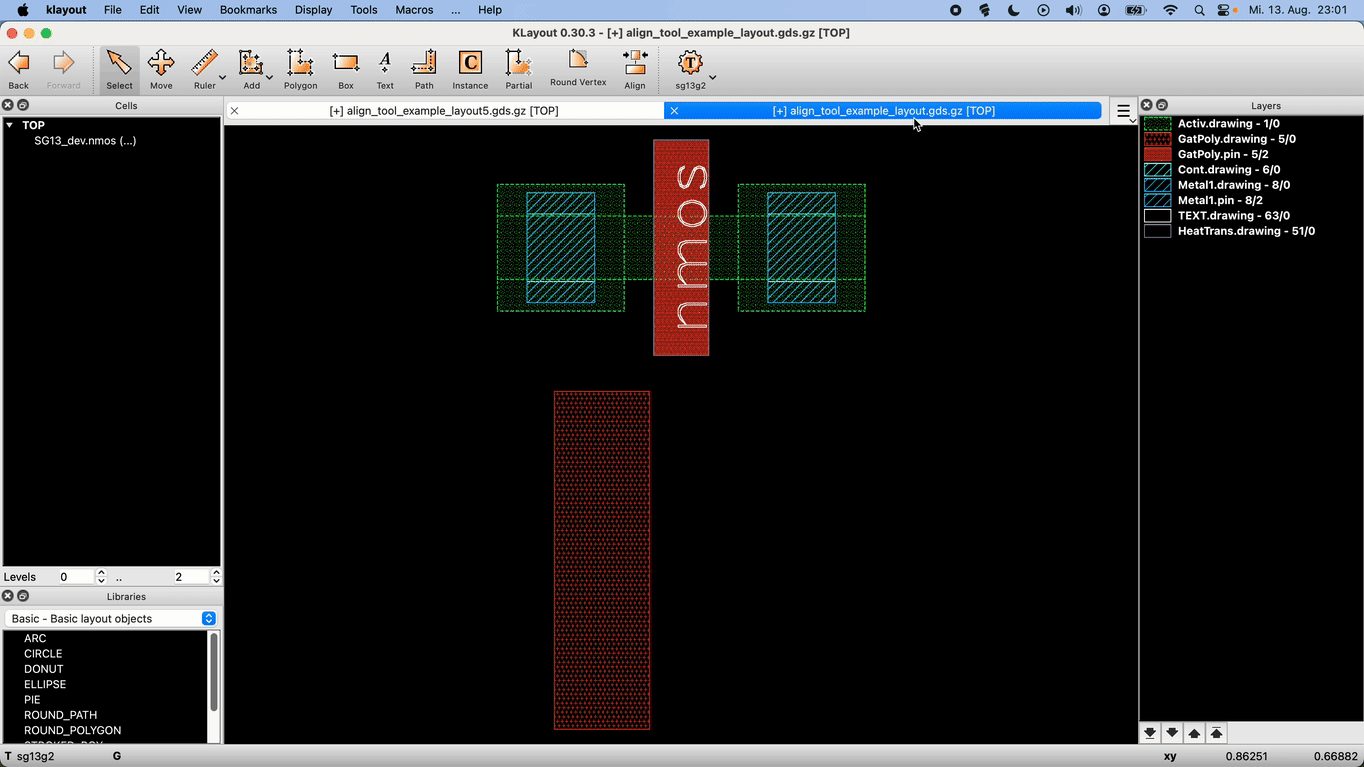 klayout File Edit View Bookmarks Display Tools Macros ... Help Mi. 13. Aug. 23:01
KLayout 0.30.3 - [+] align_tool_example_layout.gds.gz [TOP]
Back Forward Select Move Ruler Add Polygon Box Text Path Instance Partial Round Vertex Align sg13g2
Cells
[+] align_tool_example_layout5.gds.gz [TOP]
[+] align_tool_example_layout.gds.gz [TOP]
Layers
TOP
SG13_dev.nmos (...)
nmos
Activ.drawing - 1/0
GatPoly.drawing - 5/0
GatPoly.pin - 5/2
Cont.drawing - 6/0
Metal1.drawing - 8/0
Metal1.pin - 8/2
TEXT.drawing - 63/0
HeatTrans.drawing - 51/0
Levels 0 .. 2
Libraries
Basic - Basic layout objects
ARC
CIRCLE
DONUT
ELLIPSE
PIE
ROUND_PATH
ROUND_POLYGON
T sg13g2 G xy 0.86251 0.66882